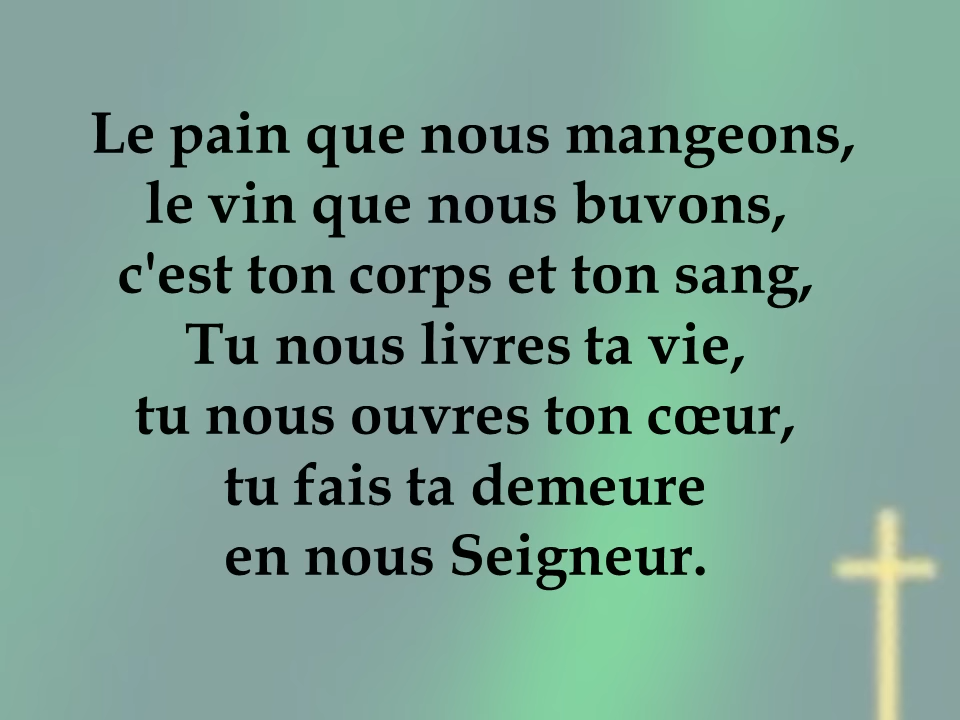 Le pain que nous mangeons,
le vin que nous buvons,
c'est ton corps et ton sang,
Tu nous livres ta vie,
tu nous ouvres ton cœur,
tu fais ta demeure
en nous Seigneur.